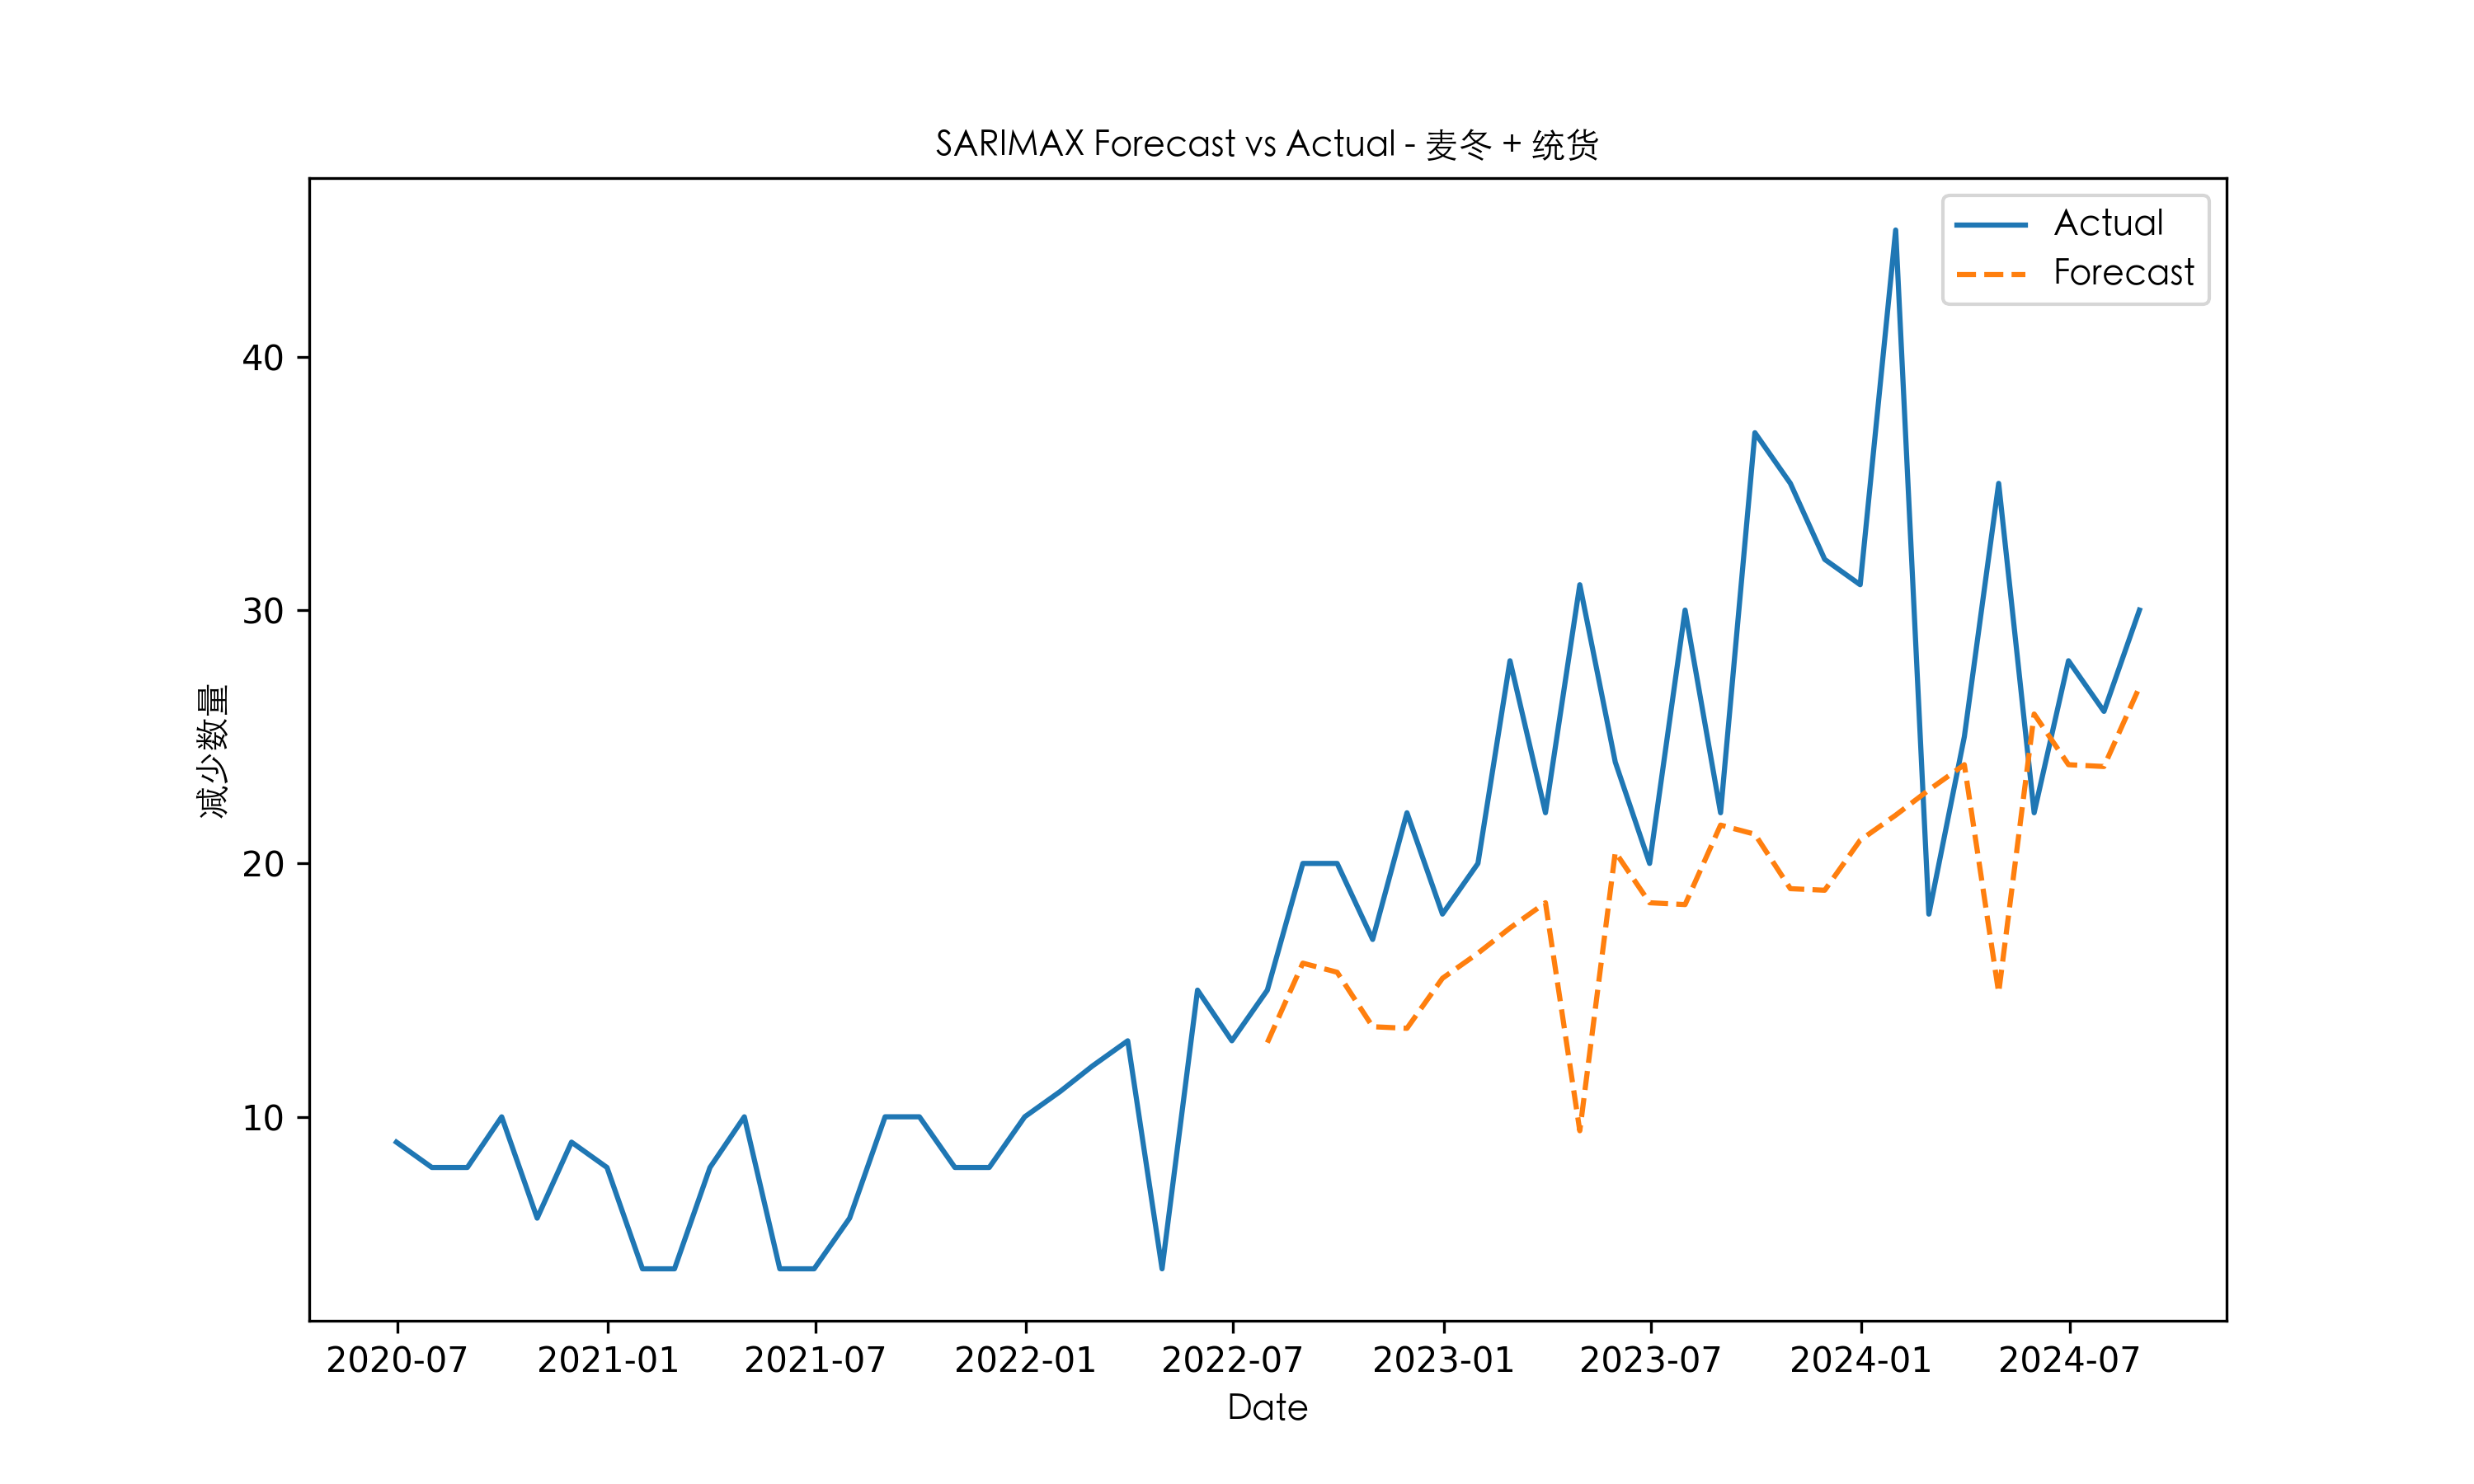 SARIMAX Forecast vs Actual - 麦冬 + 统货
Actual
Forecast
40
30
20
10
减少数量
2020-07 2021-01 2021-07 2022-01 2022-07 2023-01 2023-07 2024-01 2024-07
Date